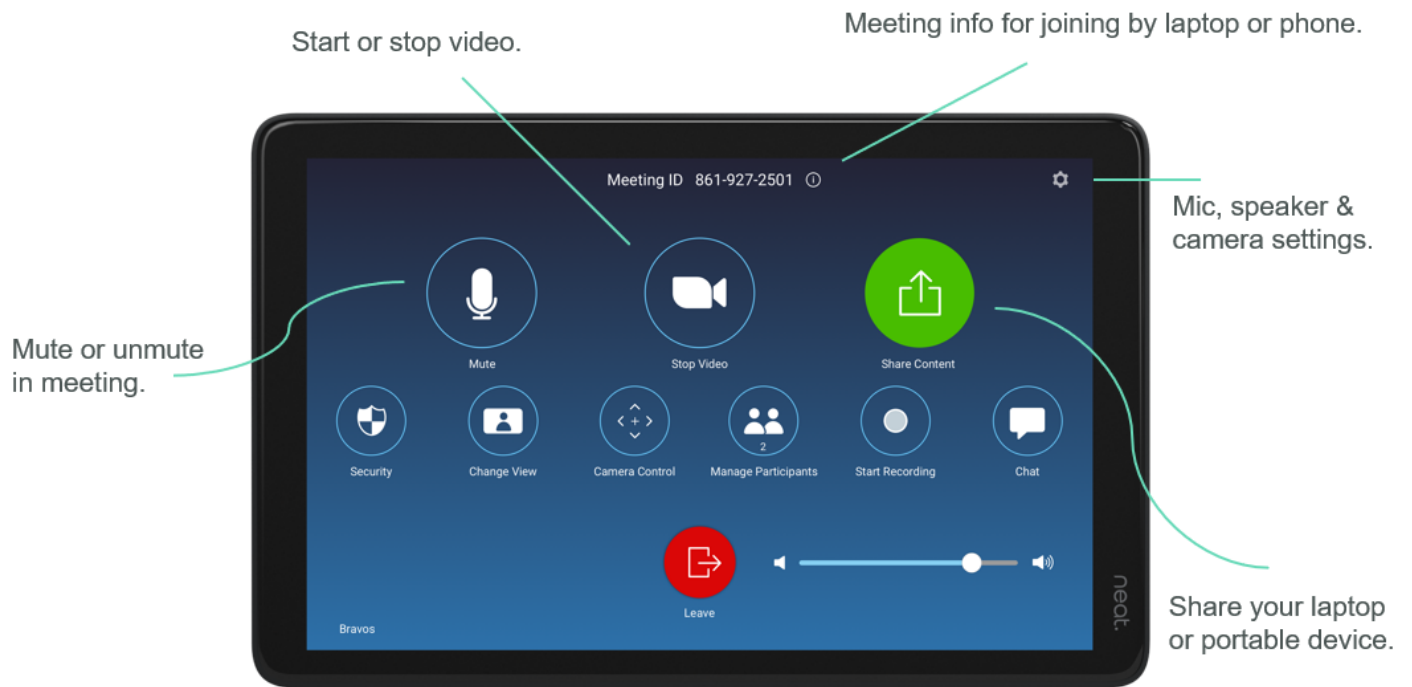 Start or stop video.
Meeting info for joining by laptop or phone.
Meeting ID 861-927-2501
Mic, speaker &
camera settings.
Mute or unmute
in meeting.
Mute
Stop Video
Share Content
Security
Change View
Camera Control
2
Manage Participants
Start Recording
Chat
Leave
Bravos
neat.
Share your laptop
or portable device.